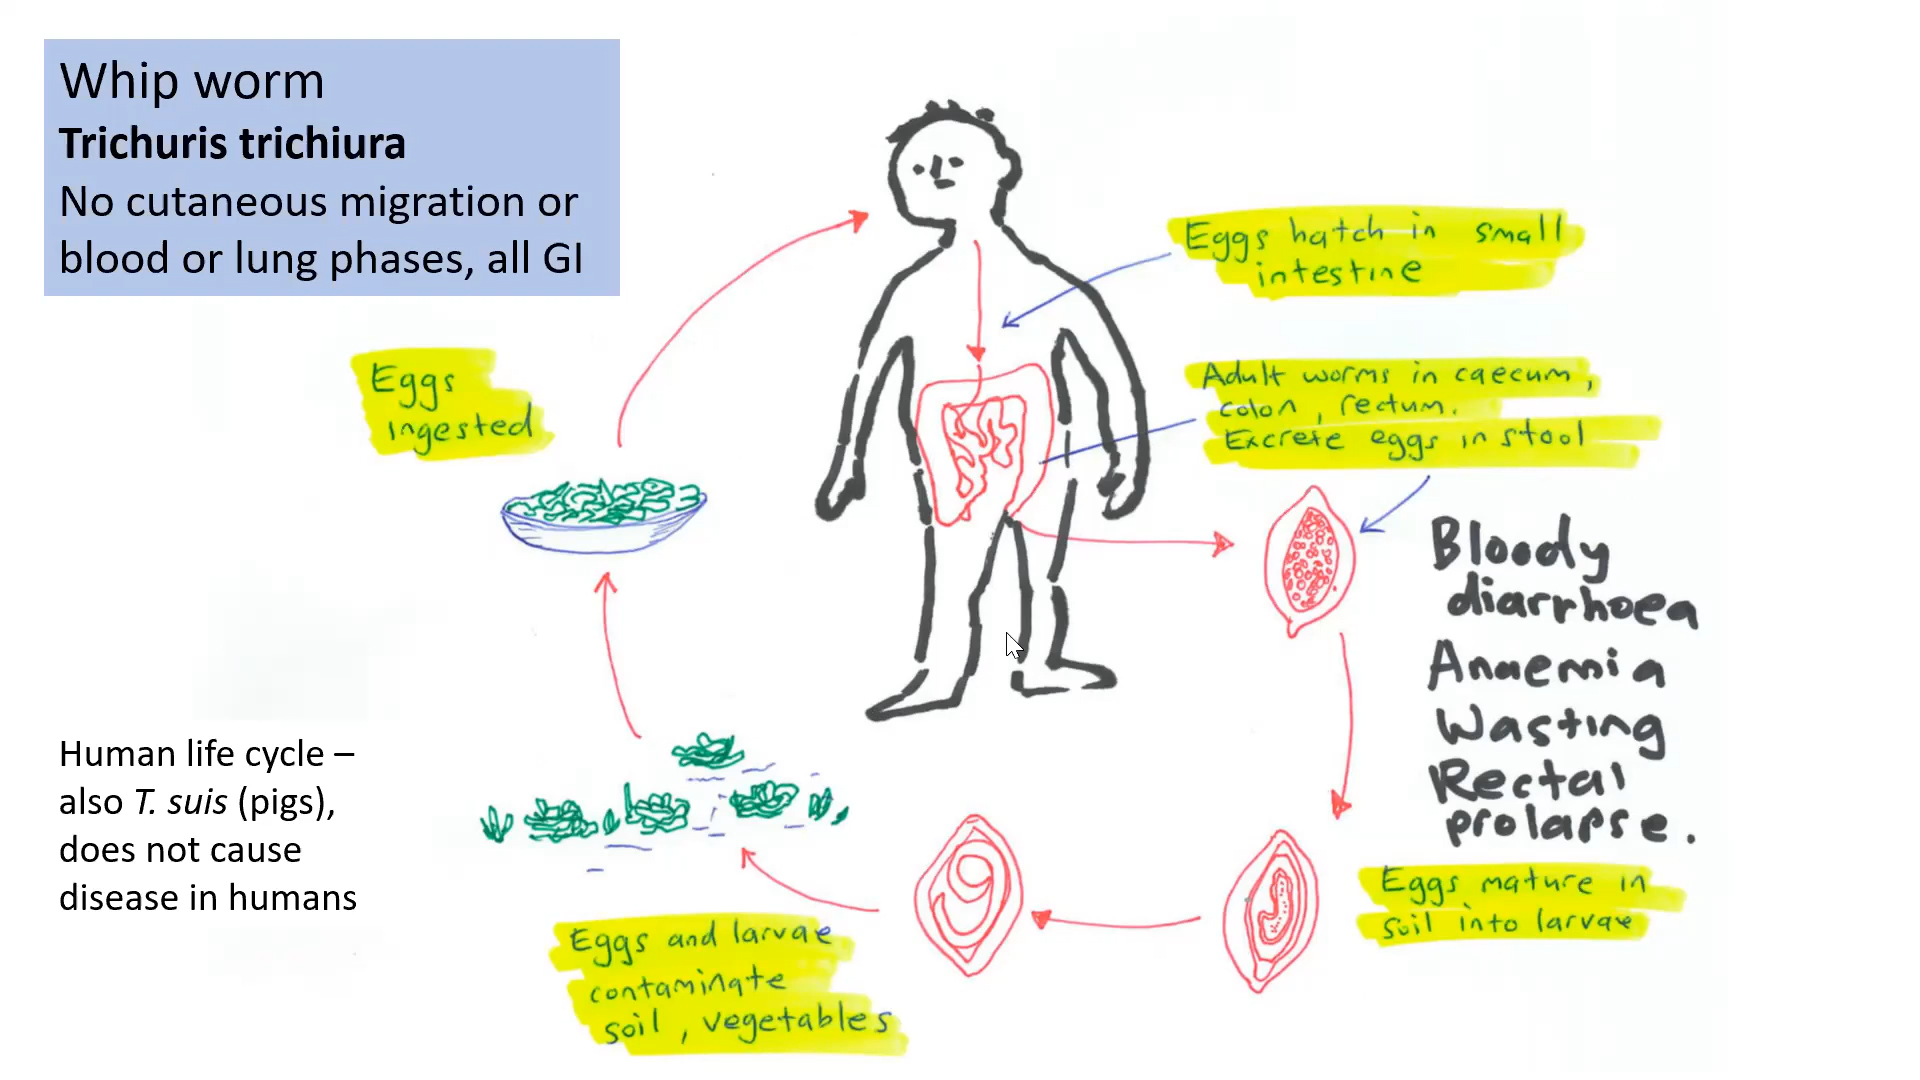 Whip worm
Trichuris trichiura
No cutaneous migration or
blood or lung phases, all GI
Eggs hatch in small
intestine
Adult worms in caecum,
colon, rectum.
Excrete eggs in stool
Eggs
ingested
Bloody
diarrhoea
Anaemia
Wasting
Rectal
prolapse.
Human life cycle –
also T. suis (pigs),
does not cause
disease in humans
Eggs mature in
soil into larvae
Eggs and larvae
contaminate
soil, vegetables